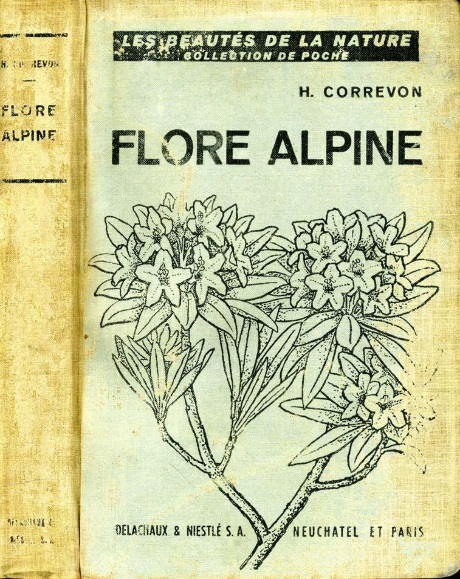 H. CORREVON
FLORE
ALPINE
LES BEAUTÉS DE LA NATURE
COLLECTION DE POCHE
H. CORREVON
FLORE ALPINE
DELACHAUX & NIESTLÉ S.A. NEUCHATEL ET PARIS